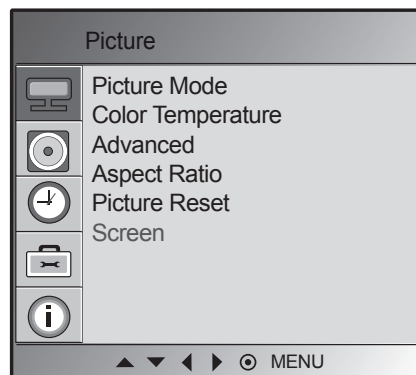 Picture
Picture Mode
Color Temperature
Advanced
Aspect Ratio
Picture Reset
Screen
MENU